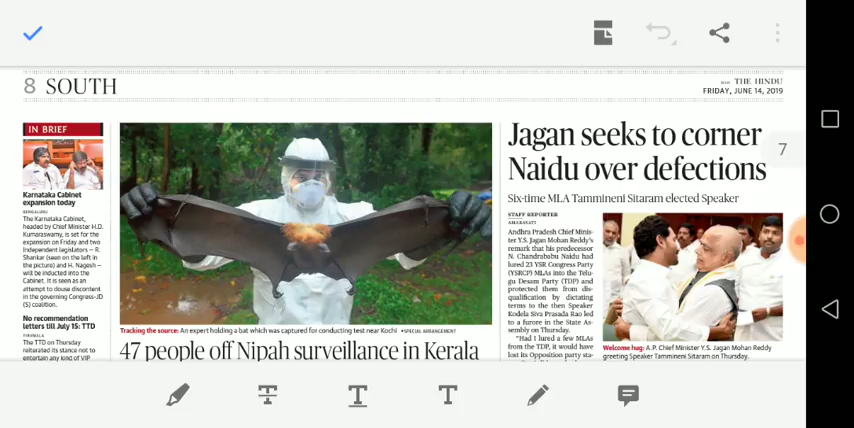 8 SOUTH
THE HINDU
FRIDAY, JUNE 14, 2019
7
IN BRIEF
Karnataka Cabinet
expansion today
BENGALURU
The Karnataka Cabinet,
headed by Chief Minister H.D.
Kumaraswamy, is set for the
expansion on Friday and two
Independent legislators — R.
Shankar (seen on the left
in the picture) and H. Nagesh —
will be inducted into the
Cabinet. It is seen as an
attempt to douse discontent
in the governing Congress-JD
(S) coalition.
No recommendation
letters till July 15: TTD
TIRUMALA
The TTD on Thursday
reiterated its stance not to
entertain any kind of VIP
Tracking the source: An expert holding a bat which was captured for conducting test near Kochi •SPECIAL ARRANGEMENT
47 people off Nipah surveillance in Kerala
Jagan seeks to corner
Naidu over defections
Six-time MLA Tammineni Sitaram elected Speaker
STAFF REPORTER
AMARAVATI
Andhra Pradesh Chief Minis-
ter Y.S. Jagan Mohan Reddy's
remark that his predecessor
N. Chandrababu Naidu had
lured 23 YSR Congress Party
(YSRCP) MLAs into the Telu-
gu Desam Party (TDP) and
protected them from dis-
qualification by dictating
terms to the then Speaker
Kodela Siva Prasada Rao led
to a furore in the State As-
sembly on Thursday.
"Had I lured a few MLAs
from the TDP, it would have
lost its Opposition party sta-
Welcome hug: A.P. Chief Minister Y.S. Jagan Mohan Reddy
greeting Speaker Tammineni Sitaram on Thursday.